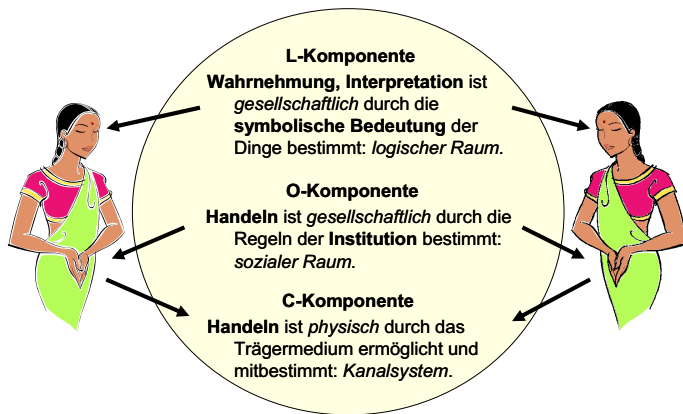 L-Komponente
Wahrnehmung, Interpretation ist
gesellschaftlich durch die
symbolische Bedeutung der
Dinge bestimmt: logischer Raum.
O-Komponente
Handeln ist gesellschaftlich durch die
Regeln der Institution bestimmt:
sozialer Raum.
C-Komponente
Handeln ist physisch durch das
Trägermedium ermöglicht und
mitbestimmt: Kanalsystem.